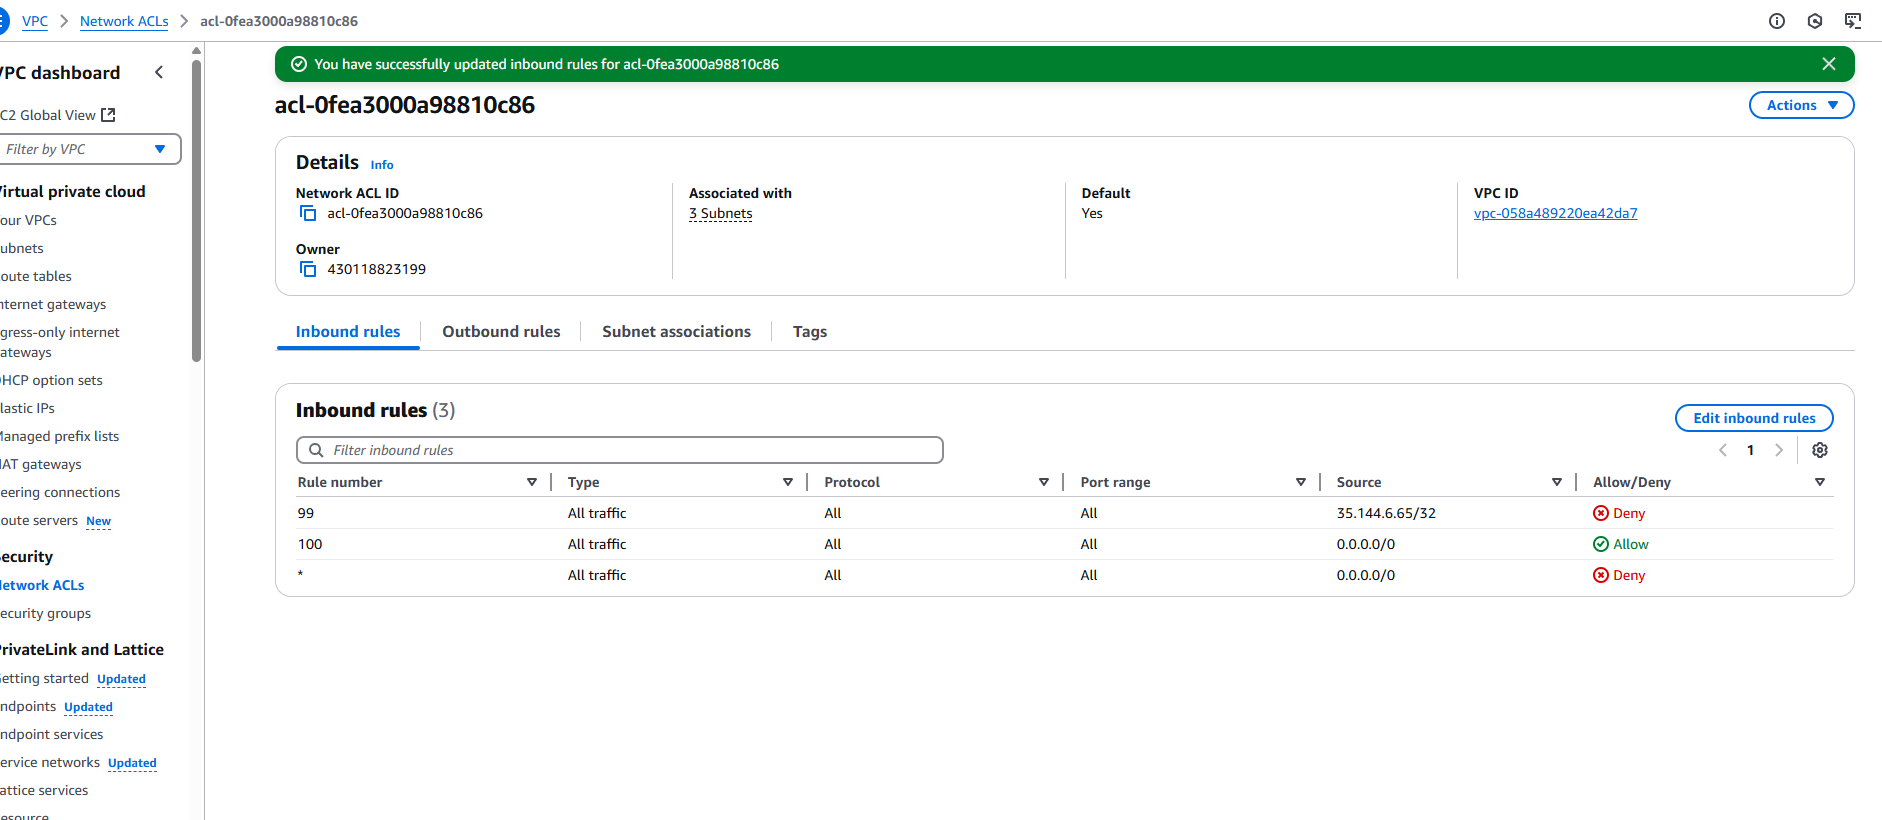 VPC > Network ACLs > acl-0fea3000a98810c86
VPC dashboard
C2 Global View
Filter by VPC
Virtual private cloud
our VPCs
ubnets
oute tables
nternet gateways
gress-only internet
ateways
HCP option sets
lastic IPs
Managed prefix lists
AT gateways
eering connections
oute servers New
ecurity
etwork ACLs
ecurity groups
PrivateLink and Lattice
etting started Updated
ndpoints Updated
ndpoint services
ervice networks Updated
attice services
esource
You have successfully updated inbound rules for acl-0fea3000a98810c86
acl-0fea3000a98810c86
Actions
Details Info
Network ACL ID
acl-0fea3000a98810c86
Owner
430118823199
Associated with
3 Subnets
Default
Yes
VPC ID
vpc-058a489220ea42da7
Inbound rules Outbound rules Subnet associations Tags
Inbound rules (3)
Edit inbound rules
Filter inbound rules
1
Rule number Type Protocol Port range Source Allow/Deny
99 All traffic All All 35.144.6.65/32 Deny
100 All traffic All All 0.0.0.0/0 Allow
* All traffic All All 0.0.0.0/0 Deny